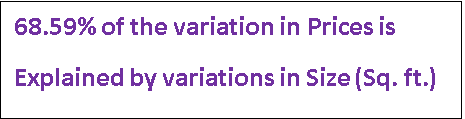 68.59% of the variation in Prices is
Explained by variations in Size (Sq. ft.)